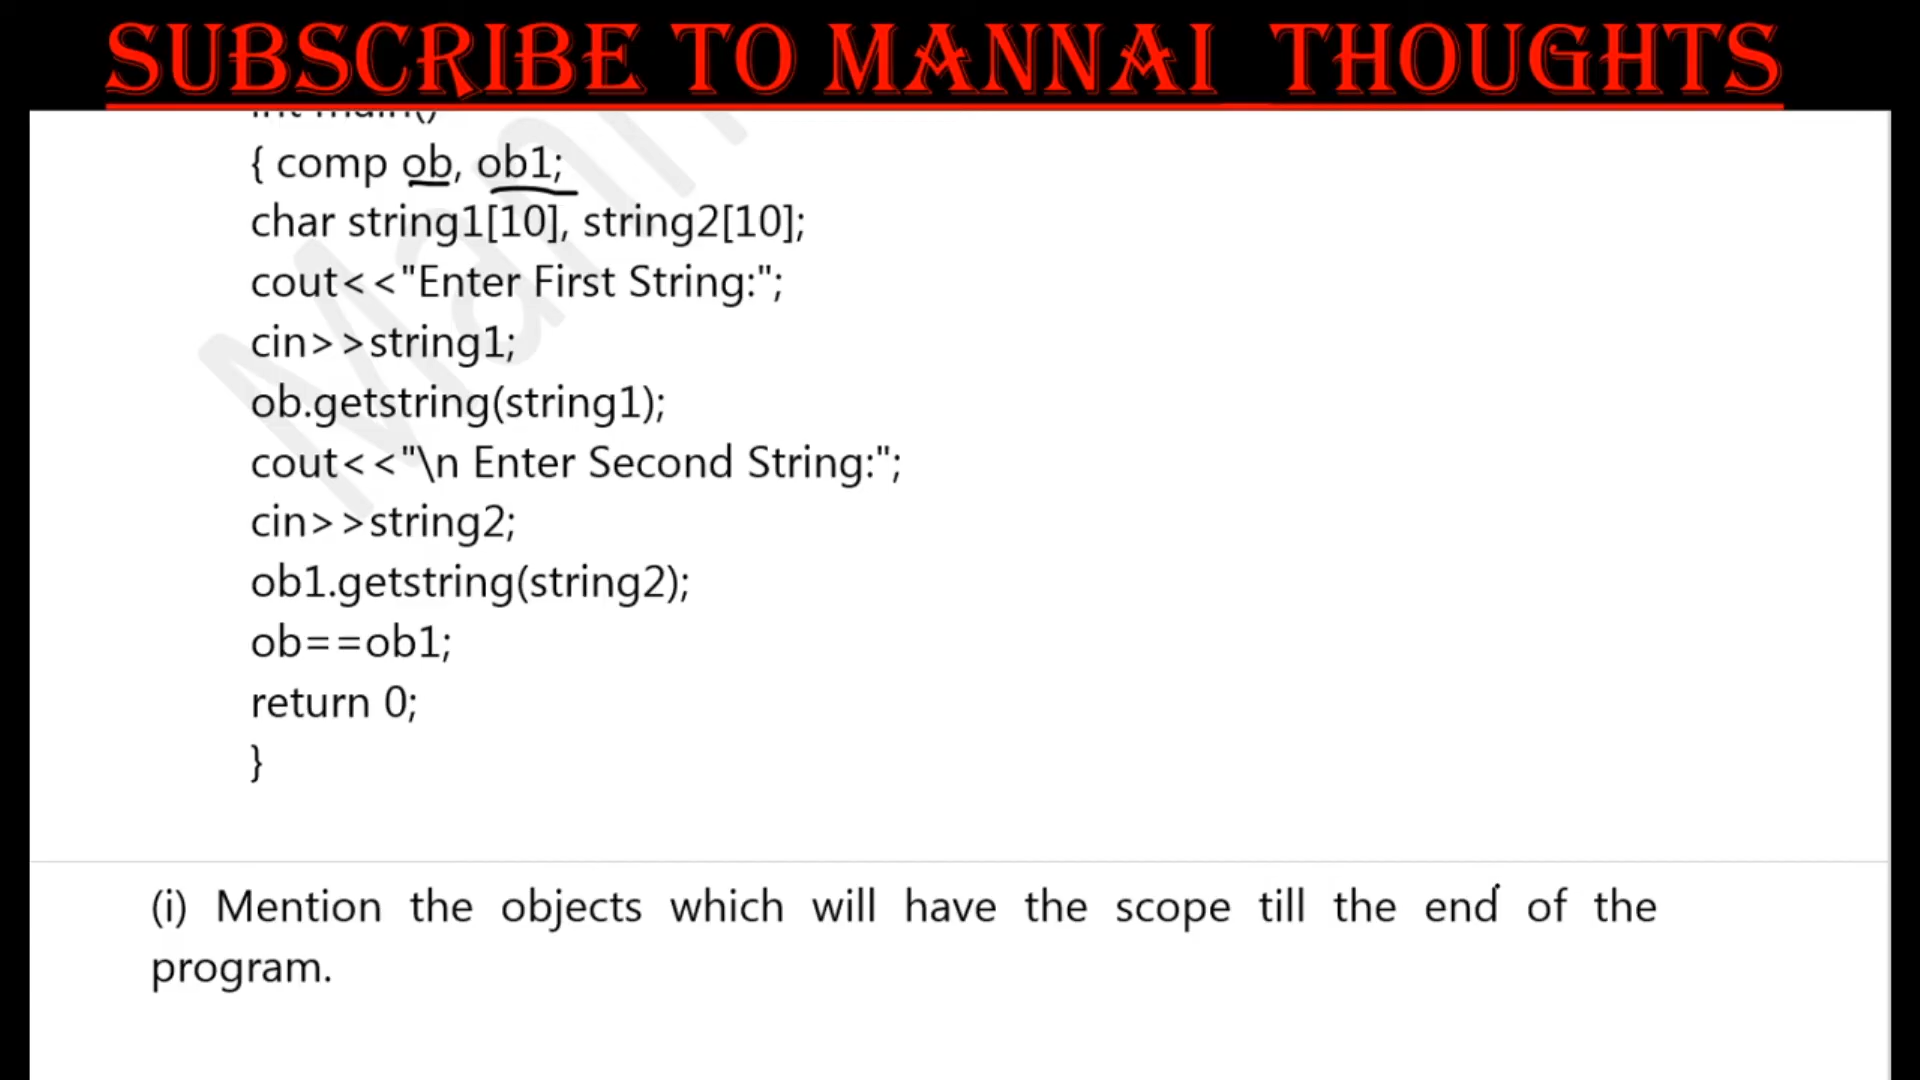 SUBSCRIBE TO MANNAI THOUGHTS
int main()
{ comp ob, ob1;
char string1[10], string2[10];
cout<<"Enter First String:";
cin>>string1;
ob.getstring(string1);
cout<<"\n Enter Second String:";
cin>>string2;
ob1.getstring(string2);
ob==ob1;
return 0;
}
(i) Mention the objects which will have the scope till the end of the
program.